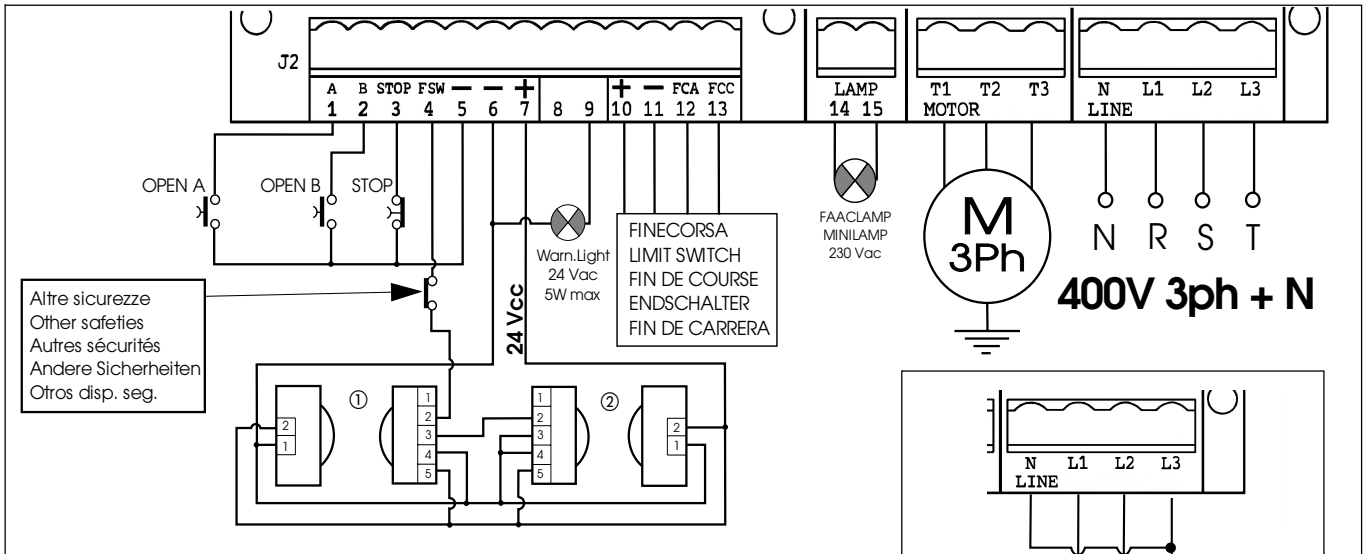 J2
A B STOP FSW − − + + − FCA FCC
1 2 3 4 5 6 7 8 9 10 11 12 13
LAMP
14 15
T1 T2 T3
MOTOR
N L1 L2 L3
LINE
OPEN A
OPEN B
STOP
Warn.Light
24 Vac
5W max
24 Vcc
FINECORSA
LIMIT SWITCH
FIN DE COURSE
ENDSCHALTER
FIN DE CARRERA
FAACLAMP
MINILAMP
230 Vac
M
3Ph
N R S T
400V 3ph + N
Altre sicurezze
Other safeties
Autres sécurités
Andere Sicherheiten
Otros disp. seg.
2
1
①
1
2
3
4
5
1
2
3
4
5
②
2
1
N L1 L2 L3
LINE